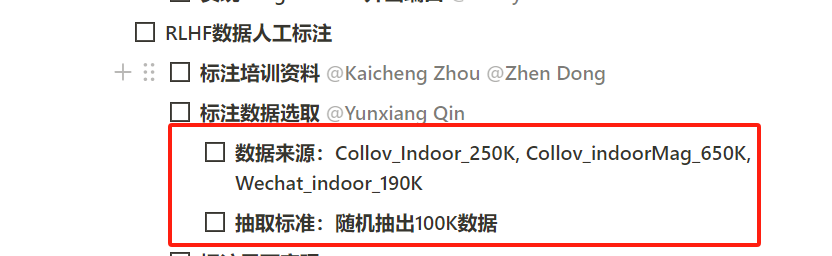 RLHF数据人工标注
标注培训资料 @Kaicheng Zhou @Zhen Dong
标注数据选取 @Yunxiang Qin
数据来源：Collov_Indoor_250K, Collov_indoorMag_650K,
Wechat_indoor_190K
抽取标准：随机抽出100K数据